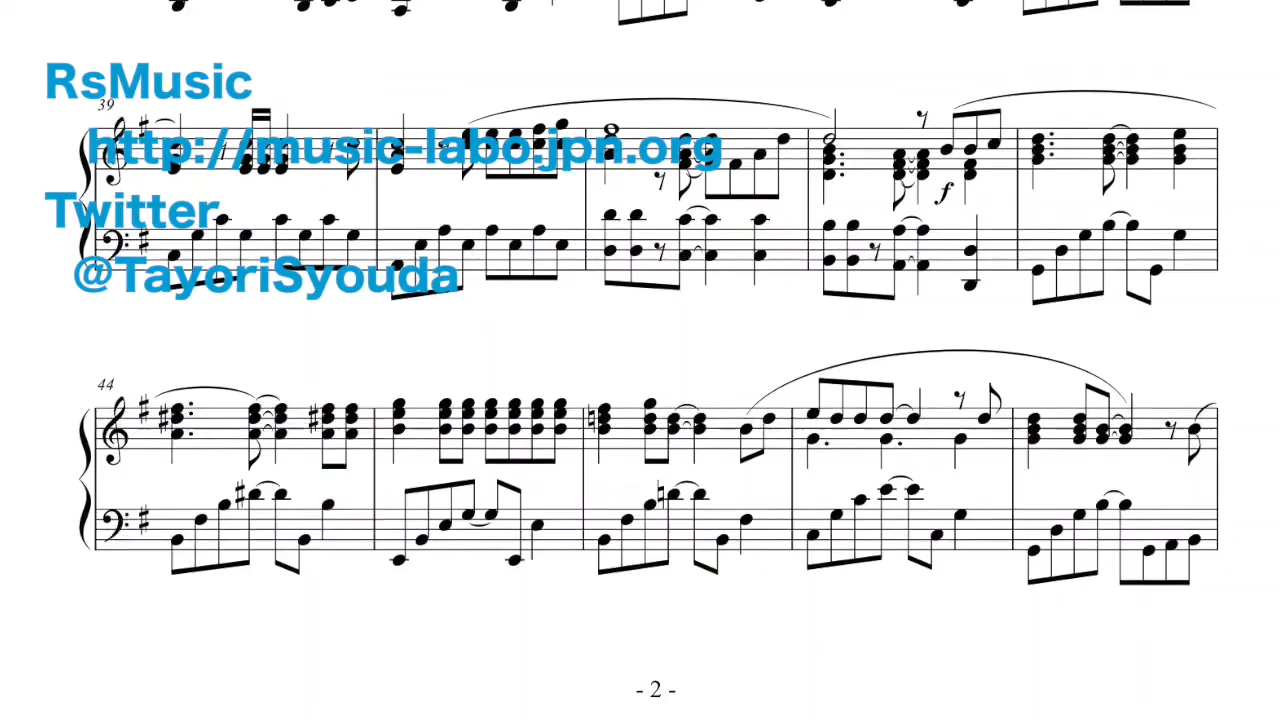 RsMusic
39
http://music-labo.jpn.org
Twitter
f
@TayoriSyouda
44
- 2 -